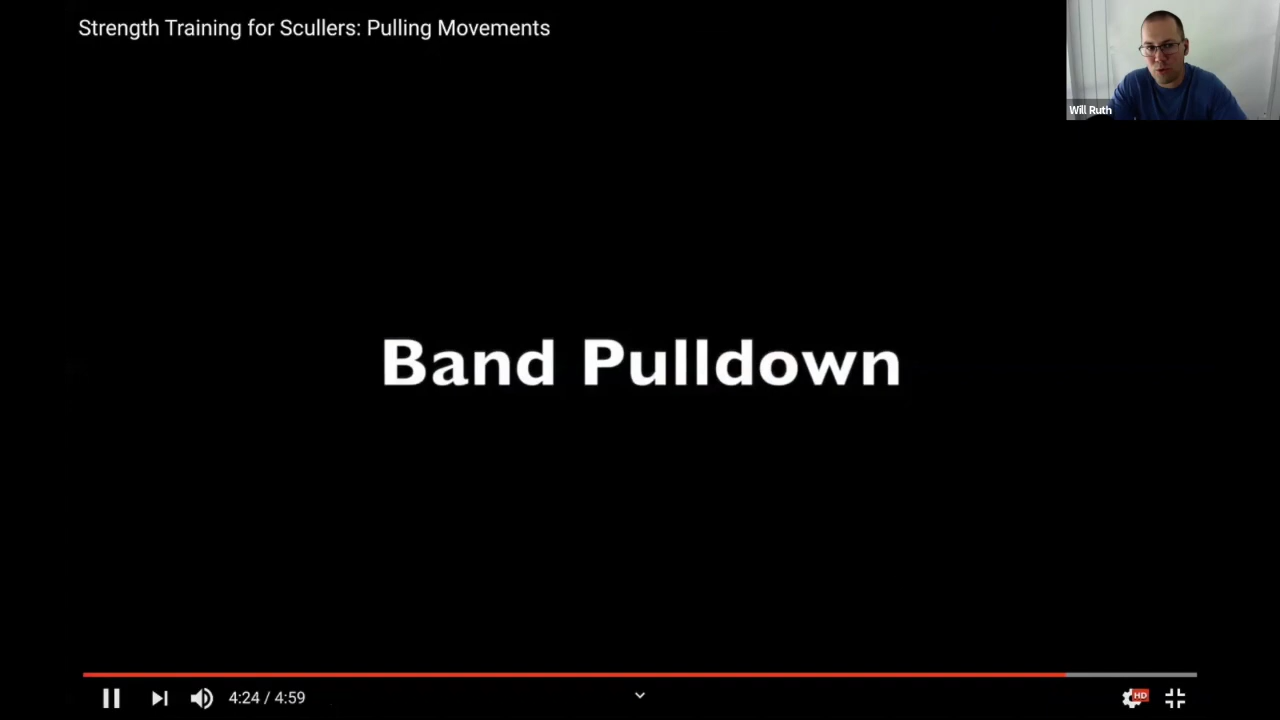 Strength Training for Scullers: Pulling Movements
Will Ruth
Band Pulldown
4:24 / 4:59
HD